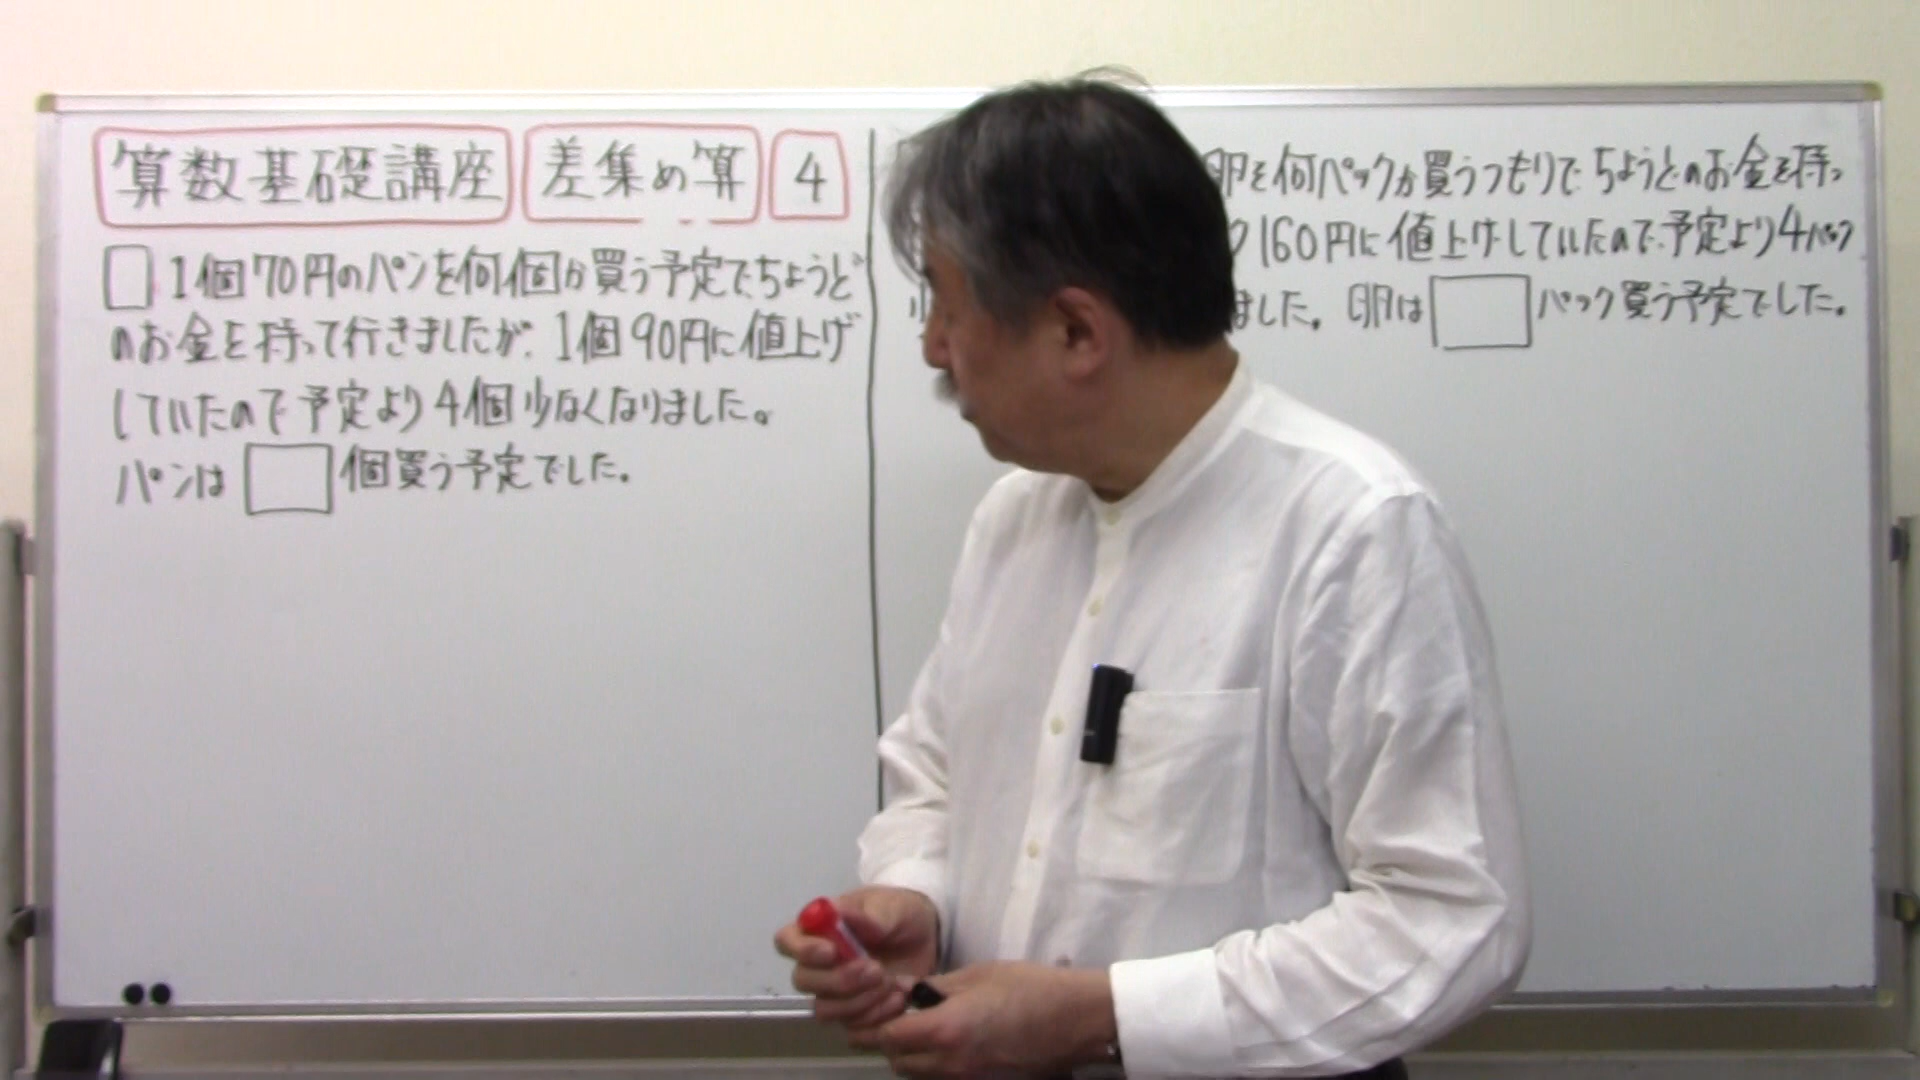 算数基礎講座 差集め算 4
1個70円のパンを何個か買う予定でちょうど
のお金を持って行きましたが、1個90円に値上げ
していたので予定より4個少なくなりました。
パンは 個買う予定でした。
卵を何パックか買うつもりでちょうどのお金を持っ
160円に値上げしていたので、予定より4パック
ました。卵は パック買う予定でした。